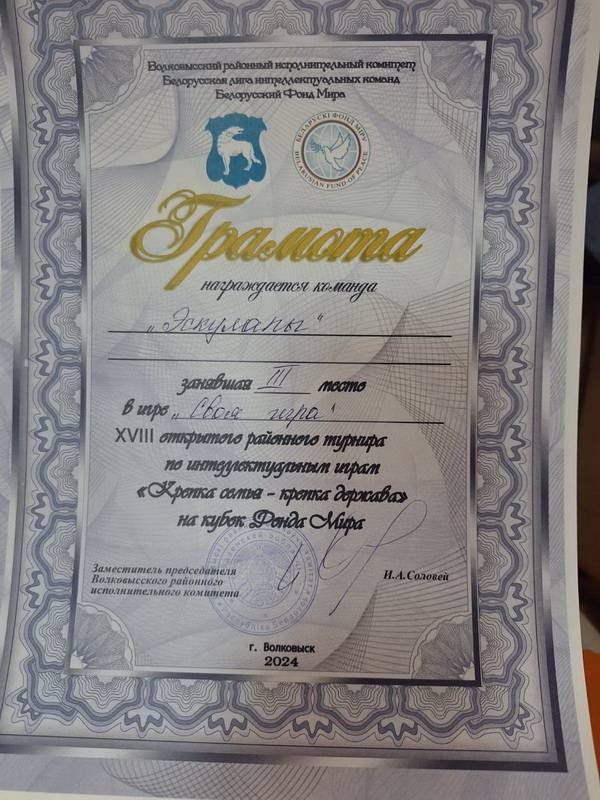 Волковысский районный исполнительный комитет
Белорусская лига интеллектуальных команд
Белорусский Фонд Мира
БЕЛАРУСКІ ФОНД МІРУ
BELARUSIAN FUND OF PEACE
Грамота
награждается команда
„Эскулапы"
занявшая III место
в игре „Своя игра"
XVIII открытого районного турнира
по интеллектуальным играм
«Крепка семья - крепка держава»
на кубок Фонда Мира
Заместитель председателя
Волковысского районного
исполнительного комитета
И.А.Соловей
Рэспубліка Беларусь
г. Волковыск
2024